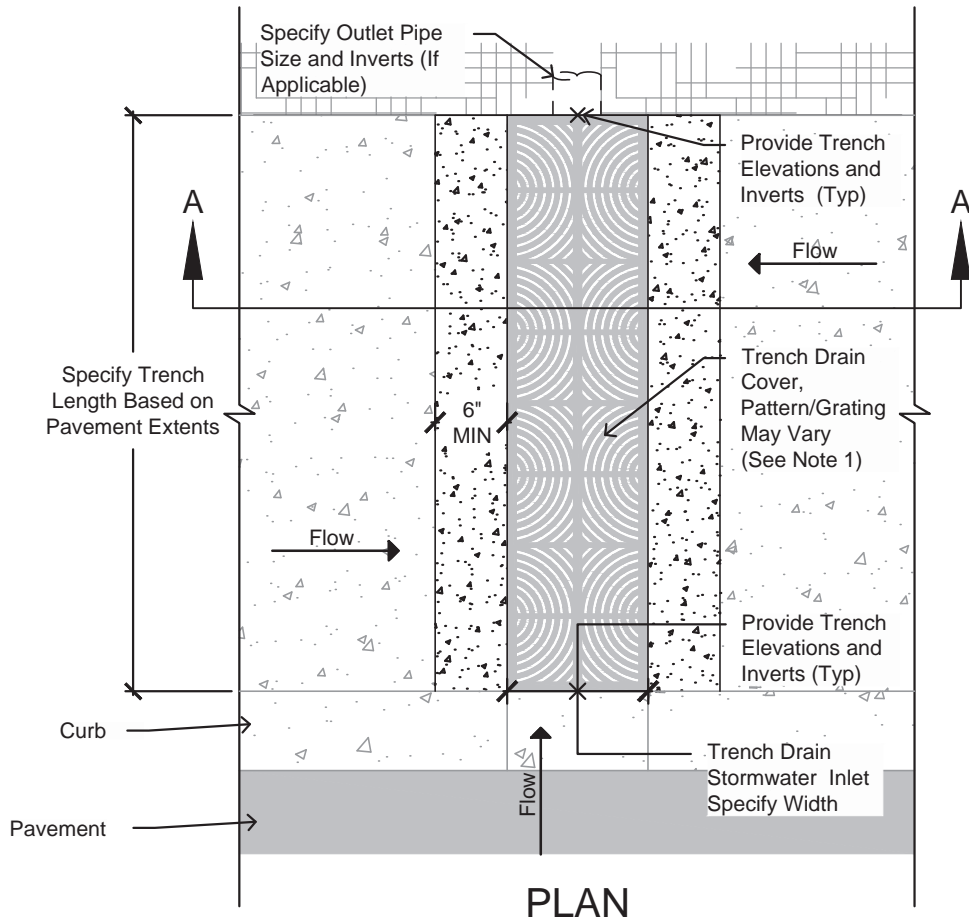 Specify Outlet Pipe
Size and Inverts (If
Applicable)
Provide Trench
Elevations and
Inverts (Typ)
A
A
Flow
Specify Trench
Length Based on
Pavement Extents
6"
MIN
Trench Drain
Cover,
Pattern/Grating
May Vary
(See Note 1)
Flow
Provide Trench
Elevations and
Inverts (Typ)
Curb
Trench Drain
Stormwater Inlet
Specify Width
Flow
Pavement
PLAN